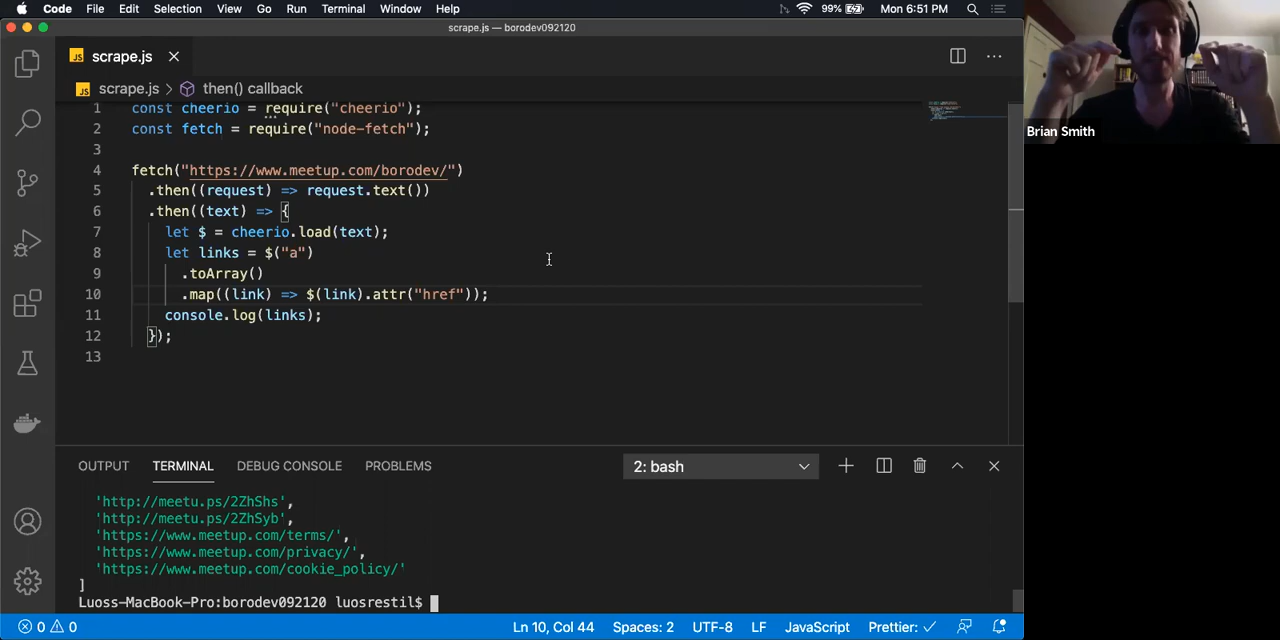 Code File Edit Selection View Go Run Terminal Window Help 99% Mon 6:51 PM
scrape.js — borodev092120
JS scrape.js
JS scrape.js > then() callback
1 const cheerio = require("cheerio");
2 const fetch = require("node-fetch");
3
4 fetch("https://www.meetup.com/borodev/")
5 .then((request) => request.text())
6 .then((text) => {
7 let $ = cheerio.load(text);
8 let links = $("a")
9 .toArray()
10 .map((link) => $(link).attr("href"));
11 console.log(links);
12 });
13
Brian Smith
OUTPUT TERMINAL DEBUG CONSOLE PROBLEMS 2: bash
'http://meetu.ps/2ZhShs',
'http://meetu.ps/2ZhSyb',
'https://www.meetup.com/terms/',
'https://www.meetup.com/privacy/',
'https://www.meetup.com/cookie_policy/'
]
Luoss-MacBook-Pro:borodev092120 luosrestil$
0 0 Ln 10, Col 44 Spaces: 2 UTF-8 LF JavaScript Prettier: ✓